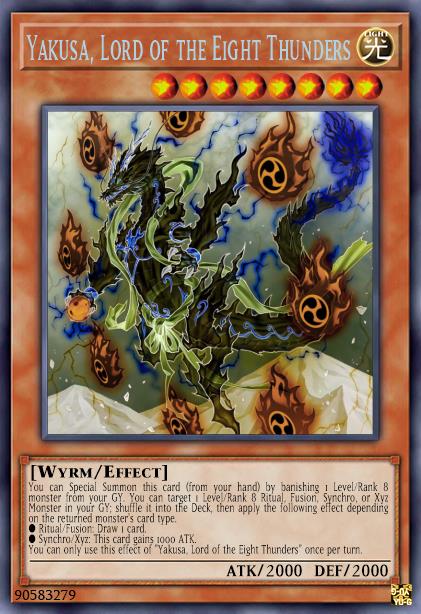 YAKUSA, LORD OF THE EIGHT THUNDERS
LIGHT
光
[WYRM/EFFECT]
You can Special Summon this card (from your hand) by banishing 1 Level/Rank 8
monster from your GY. You can target 1 Level/Rank 8 Ritual, Fusion, Synchro, or Xyz
Monster in your GY; shuffle it into the Deck, then apply the following effect depending
on the returned monster's card type.
● Ritual/Fusion: Draw 1 card.
● Synchro/Xyz: This card gains 1000 ATK.
You can only use this effect of "Yakusa, Lord of the Eight Thunders" once per turn.
ATK/2000 DEF/2000
90583279